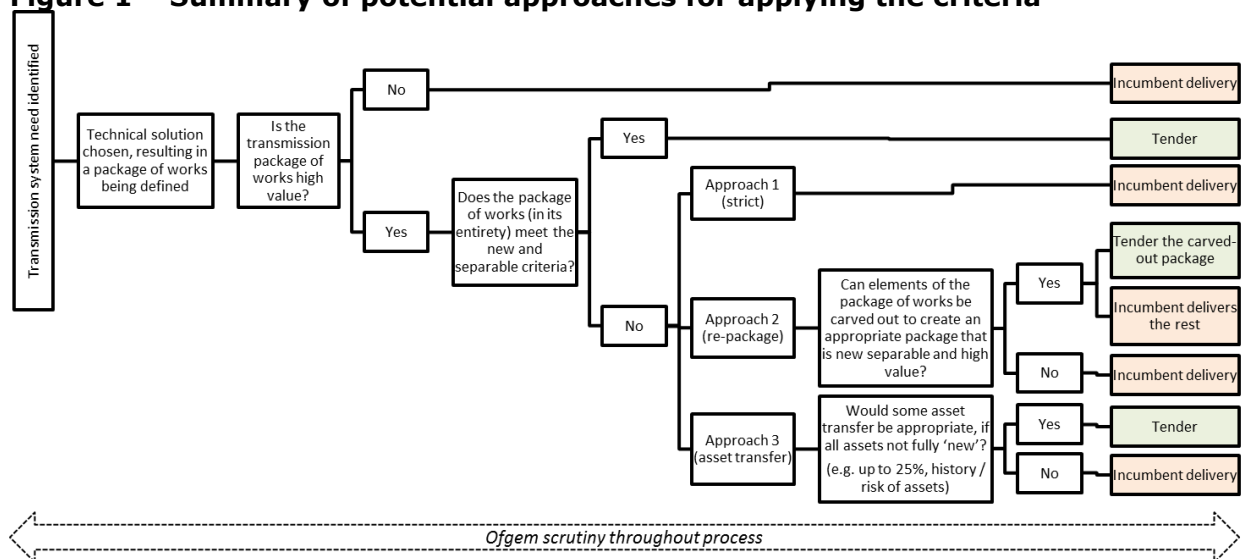 Figure 1 – Summary of potential approaches for applying the criteria
Transmission system need identified
Technical solution
chosen, resulting in
a package of works
being defined
Is the
transmission
package of
works high
value?
No
Incumbent delivery
Yes
Does the package
of works (in its
entirety) meet the
new and
separable criteria?
Yes
Tender
No
Approach 1
(strict)
Incumbent delivery
Approach 2
(re-package)
Can elements of the
package of works be
carved out to create an
appropriate package that
is new separable and high
value?
Yes
Tender the carved-
out package
Incumbent delivers
the rest
No
Incumbent delivery
Approach 3
(asset transfer)
Would some asset
transfer be appropriate, if
all assets not fully ‘new’?
(e.g. up to 25%, history /
risk of assets)
Yes
Tender
No
Incumbent delivery
Ofgem scrutiny throughout process